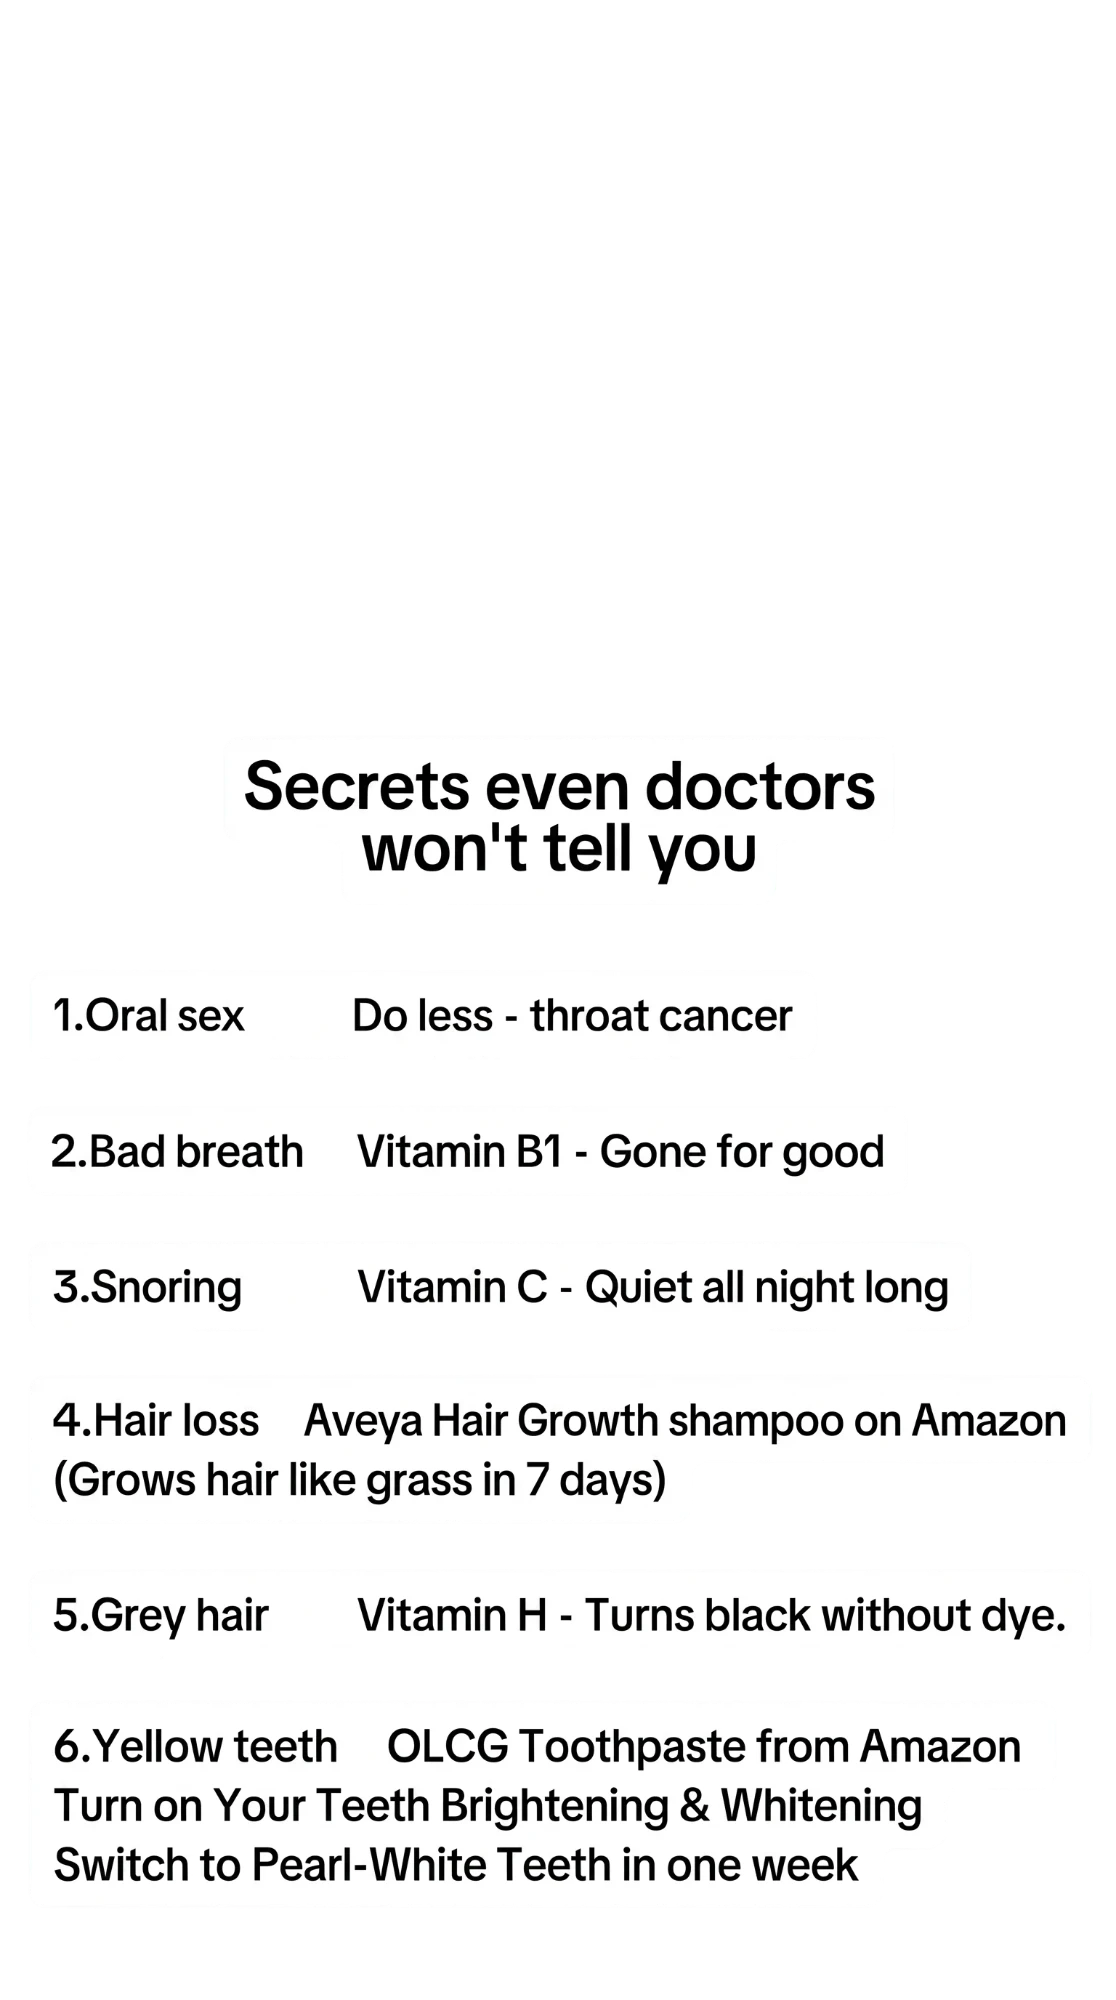 Secrets even doctors
won't tell you
1.Oral sex Do less - throat cancer
2.Bad breath Vitamin B1 - Gone for good
3.Snoring Vitamin C - Quiet all night long
4.Hair loss Aveya Hair Growth shampoo on Amazon
(Grows hair like grass in 7 days)
5.Grey hair Vitamin H - Turns black without dye.
6.Yellow teeth OLCG Toothpaste from Amazon
Turn on Your Teeth Brightening & Whitening
Switch to Pearl-White Teeth in one week